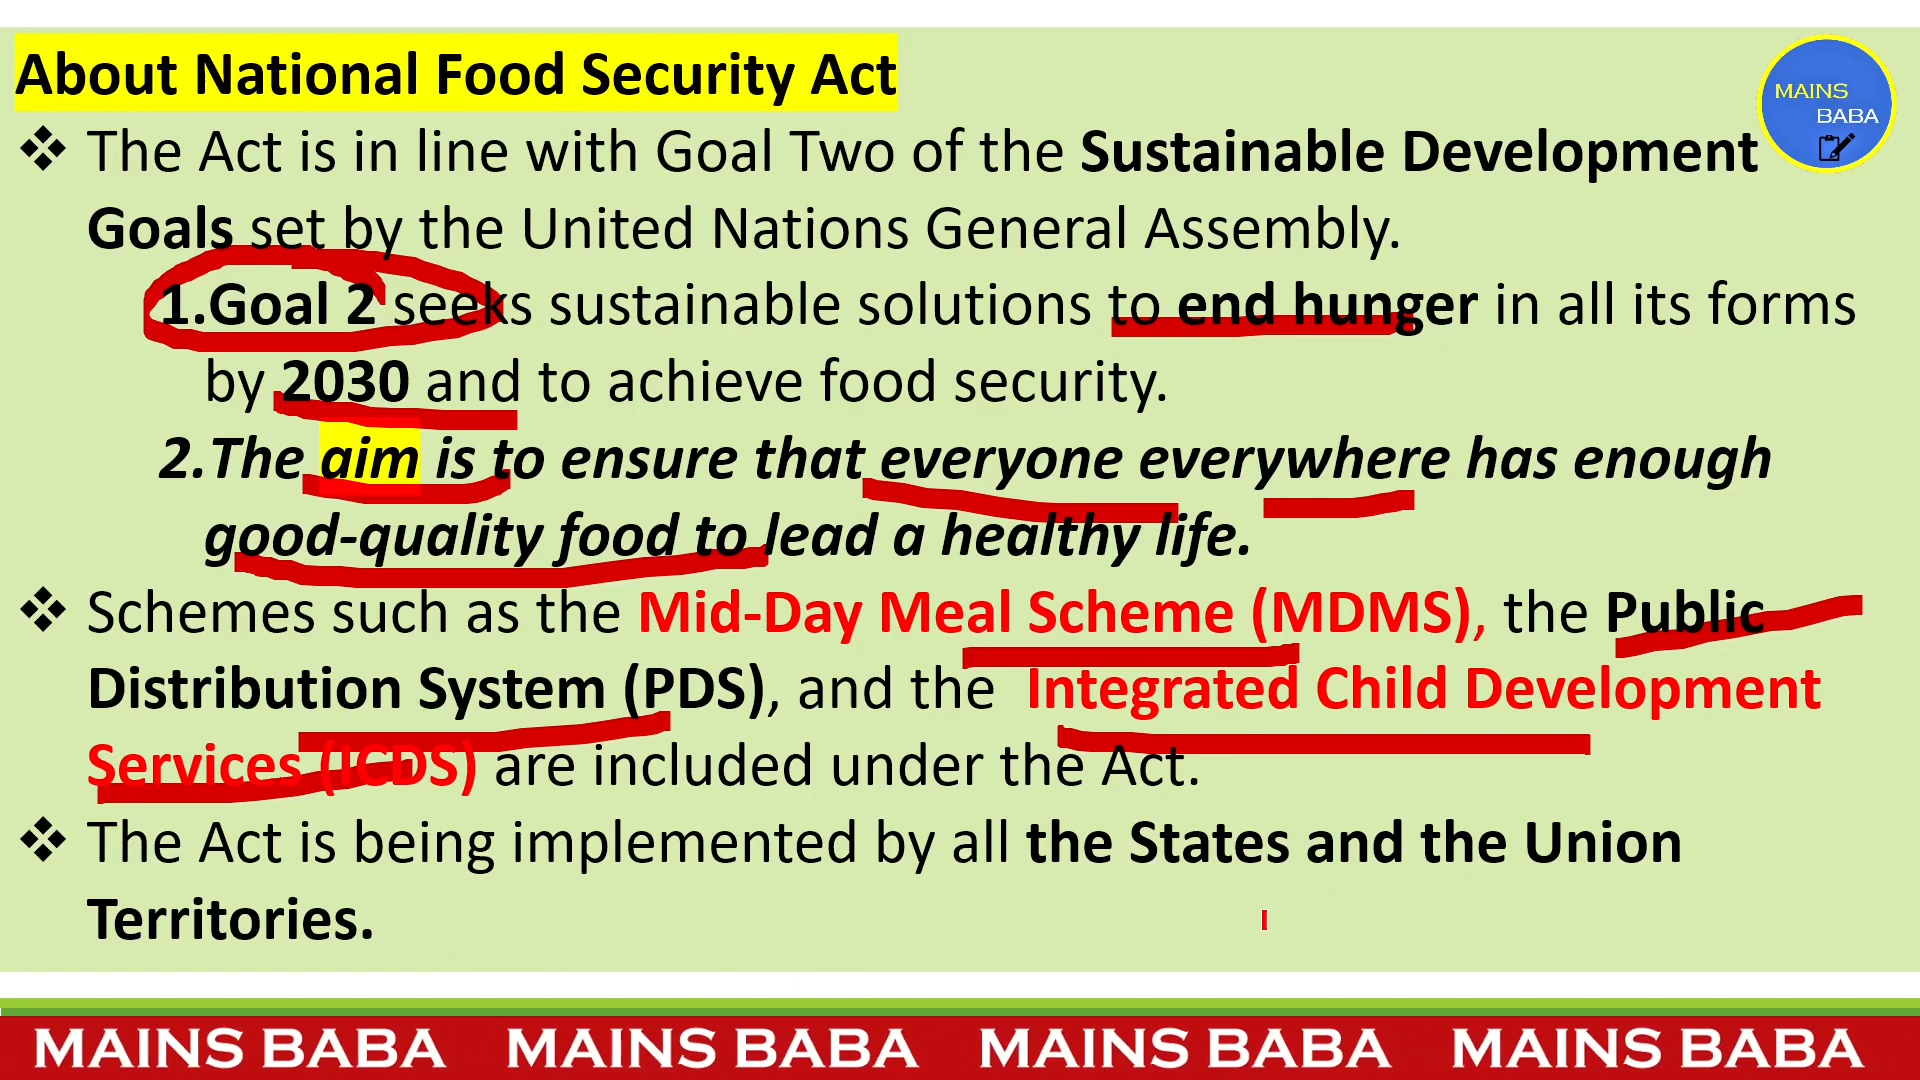 About National Food Security Act
MAINS
BABA
❖ The Act is in line with Goal Two of the Sustainable Development
Goals set by the United Nations General Assembly.
1.Goal 2 seeks sustainable solutions to end hunger in all its forms
by 2030 and to achieve food security.
2.The aim is to ensure that everyone everywhere has enough
good-quality food to lead a healthy life.
❖ Schemes such as the Mid-Day Meal Scheme (MDMS), the Public
Distribution System (PDS), and the Integrated Child Development
Services (ICDS) are included under the Act.
❖ The Act is being implemented by all the States and the Union
Territories.
MAINS BABA MAINS BABA MAINS BABA MAINS BABA